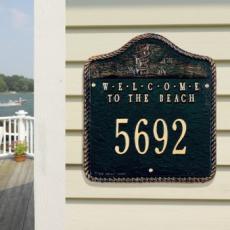 W·E·L·C·O·M·E
TO THE BEACH
5692